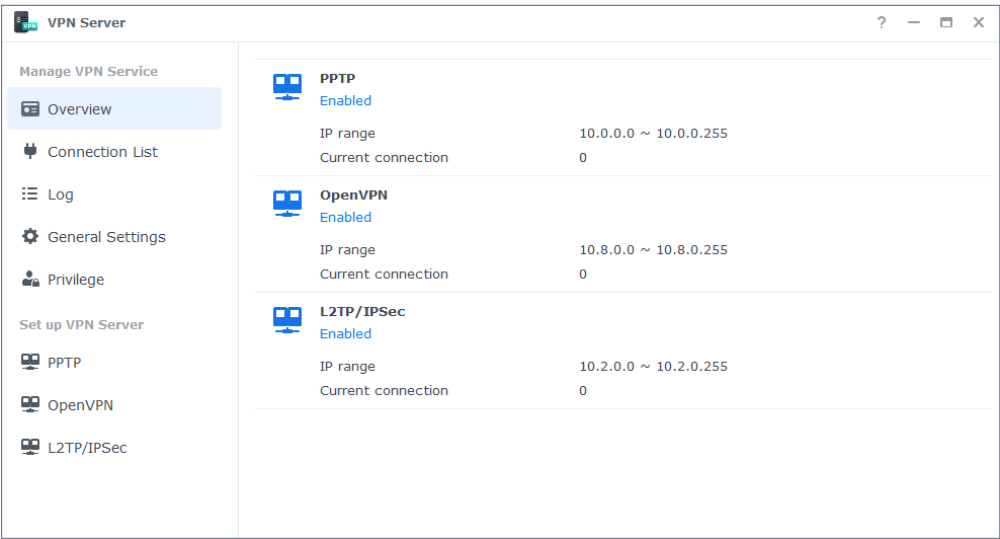 VPN Server
Manage VPN Service
Overview
Connection List
Log
General Settings
Privilege
Set up VPN Server
PPTP
OpenVPN
L2TP/IPSec
PPTP
Enabled
IP range 10.0.0.0 ~ 10.0.0.255
Current connection 0
OpenVPN
Enabled
IP range 10.8.0.0 ~ 10.8.0.255
Current connection 0
L2TP/IPSec
Enabled
IP range 10.2.0.0 ~ 10.2.0.255
Current connection 0